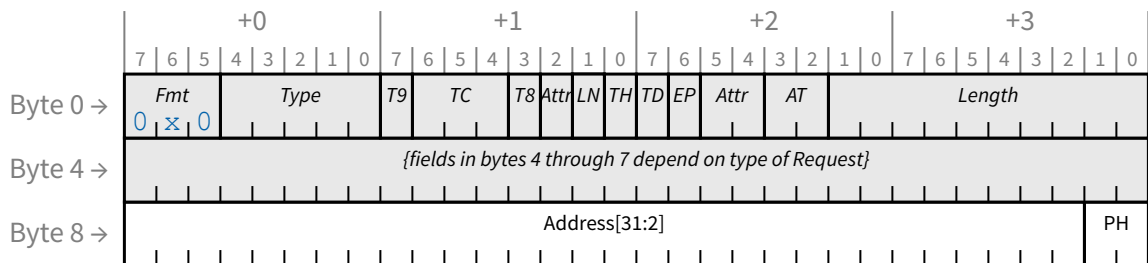 +0 +1 +2 +3
7 6 5 4 3 2 1 0 7 6 5 4 3 2 1 0 7 6 5 4 3 2 1 0 7 6 5 4 3 2 1 0
Byte 0 → Fmt Type T9 TC T8 Attr LN TH TD EP Attr AT Length
0 x 0
Byte 4 → {fields in bytes 4 through 7 depend on type of Request}
Byte 8 → Address[31:2] PH